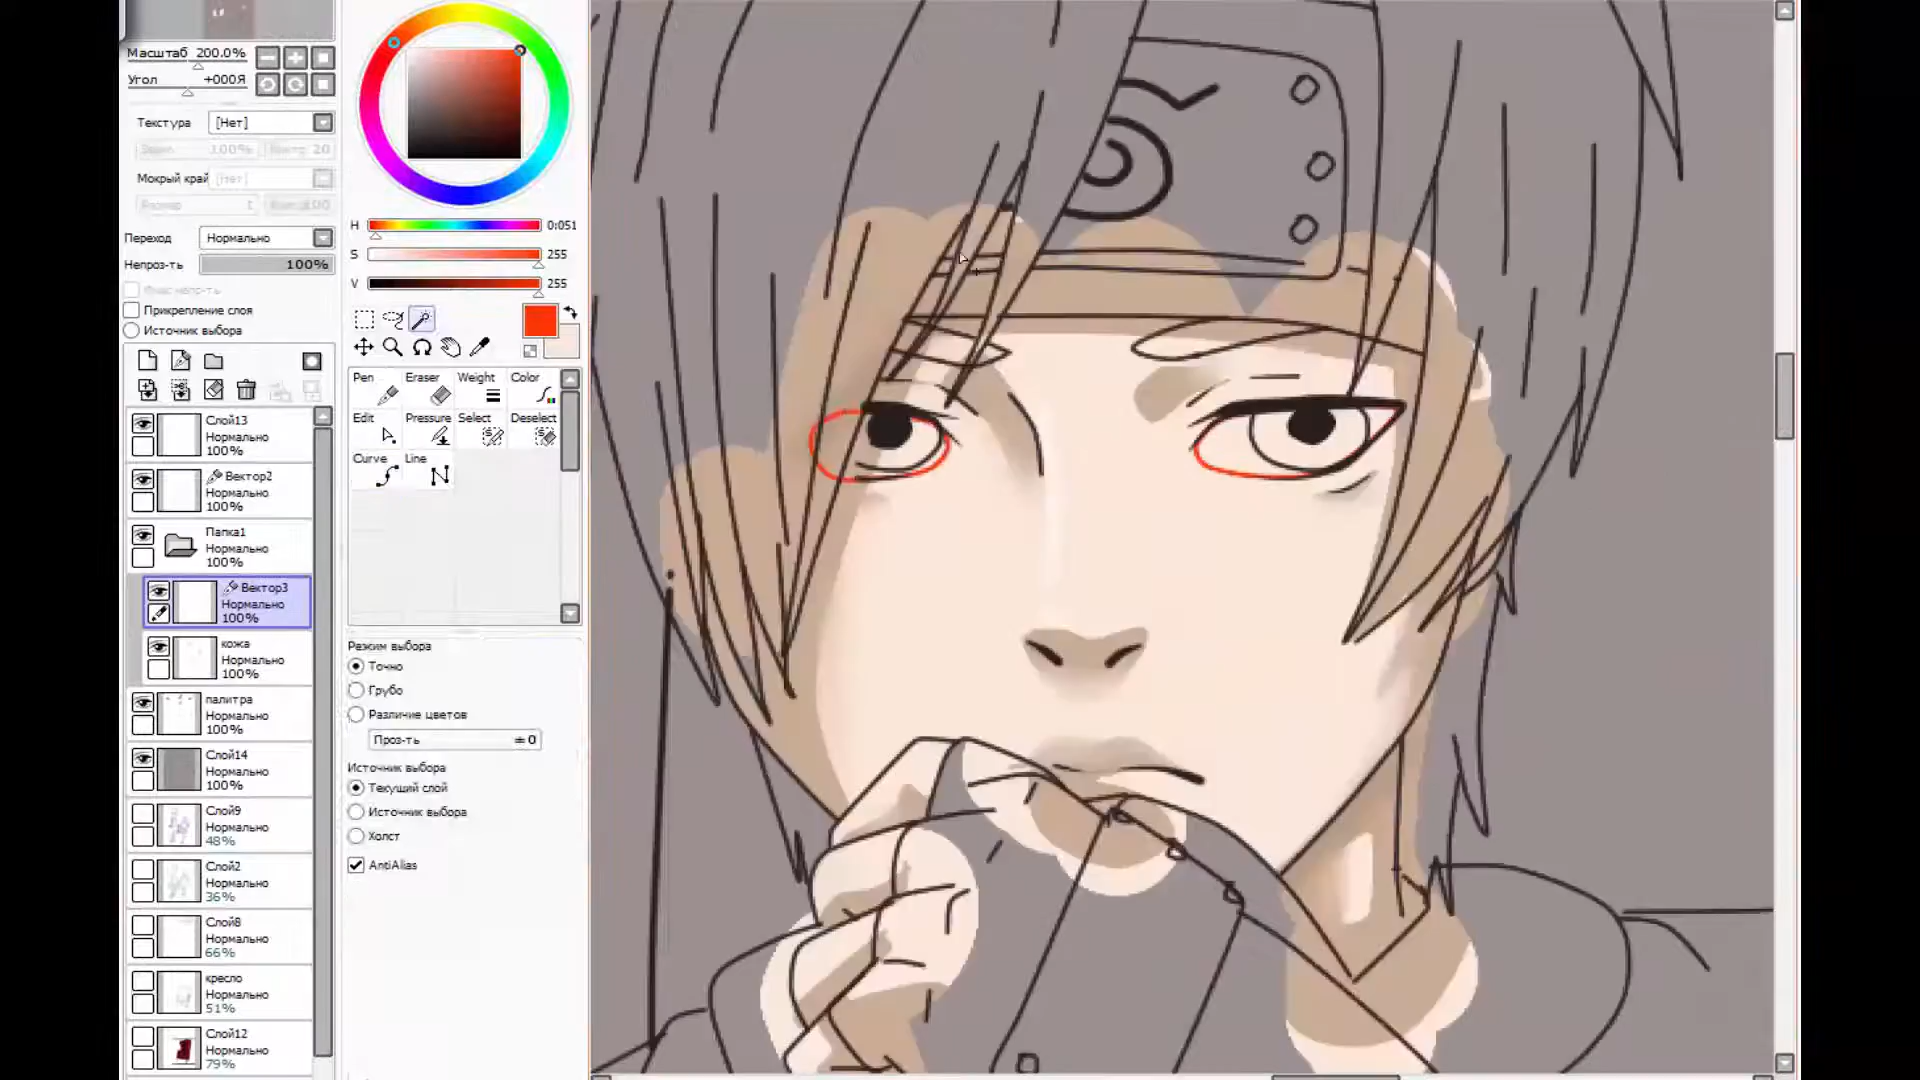 Масштаб 200.0%
Угол +000Я
Текстура [Нет]
100% 20
Мокрый край [Нет]
Размер 1 100
Переход Нормально
Непроз-ть 100%
Прикрепление слоя
Источник выбора
Слой13
Нормально
100%
Вектор2
Нормально
100%
Папка1
Нормально
100%
Вектор3
Нормально
100%
кожа
Нормально
100%
палитра
Нормально
100%
Слой14
Нормально
100%
Слой9
Нормально
48%
Слой2
Нормально
36%
Слой8
Нормально
66%
кресло
Нормально
51%
Слой12
Нормально
79%
H 0:051
S 255
V 255
Pen Eraser Weight Color
Edit Pressure Select Deselect
Curve Line
Режим выбора
Точно
Грубо
Различие цветов
Проз-ть ±0
Источник выбора
Текущий слой
Источник выбора
Холст
AntiAlias